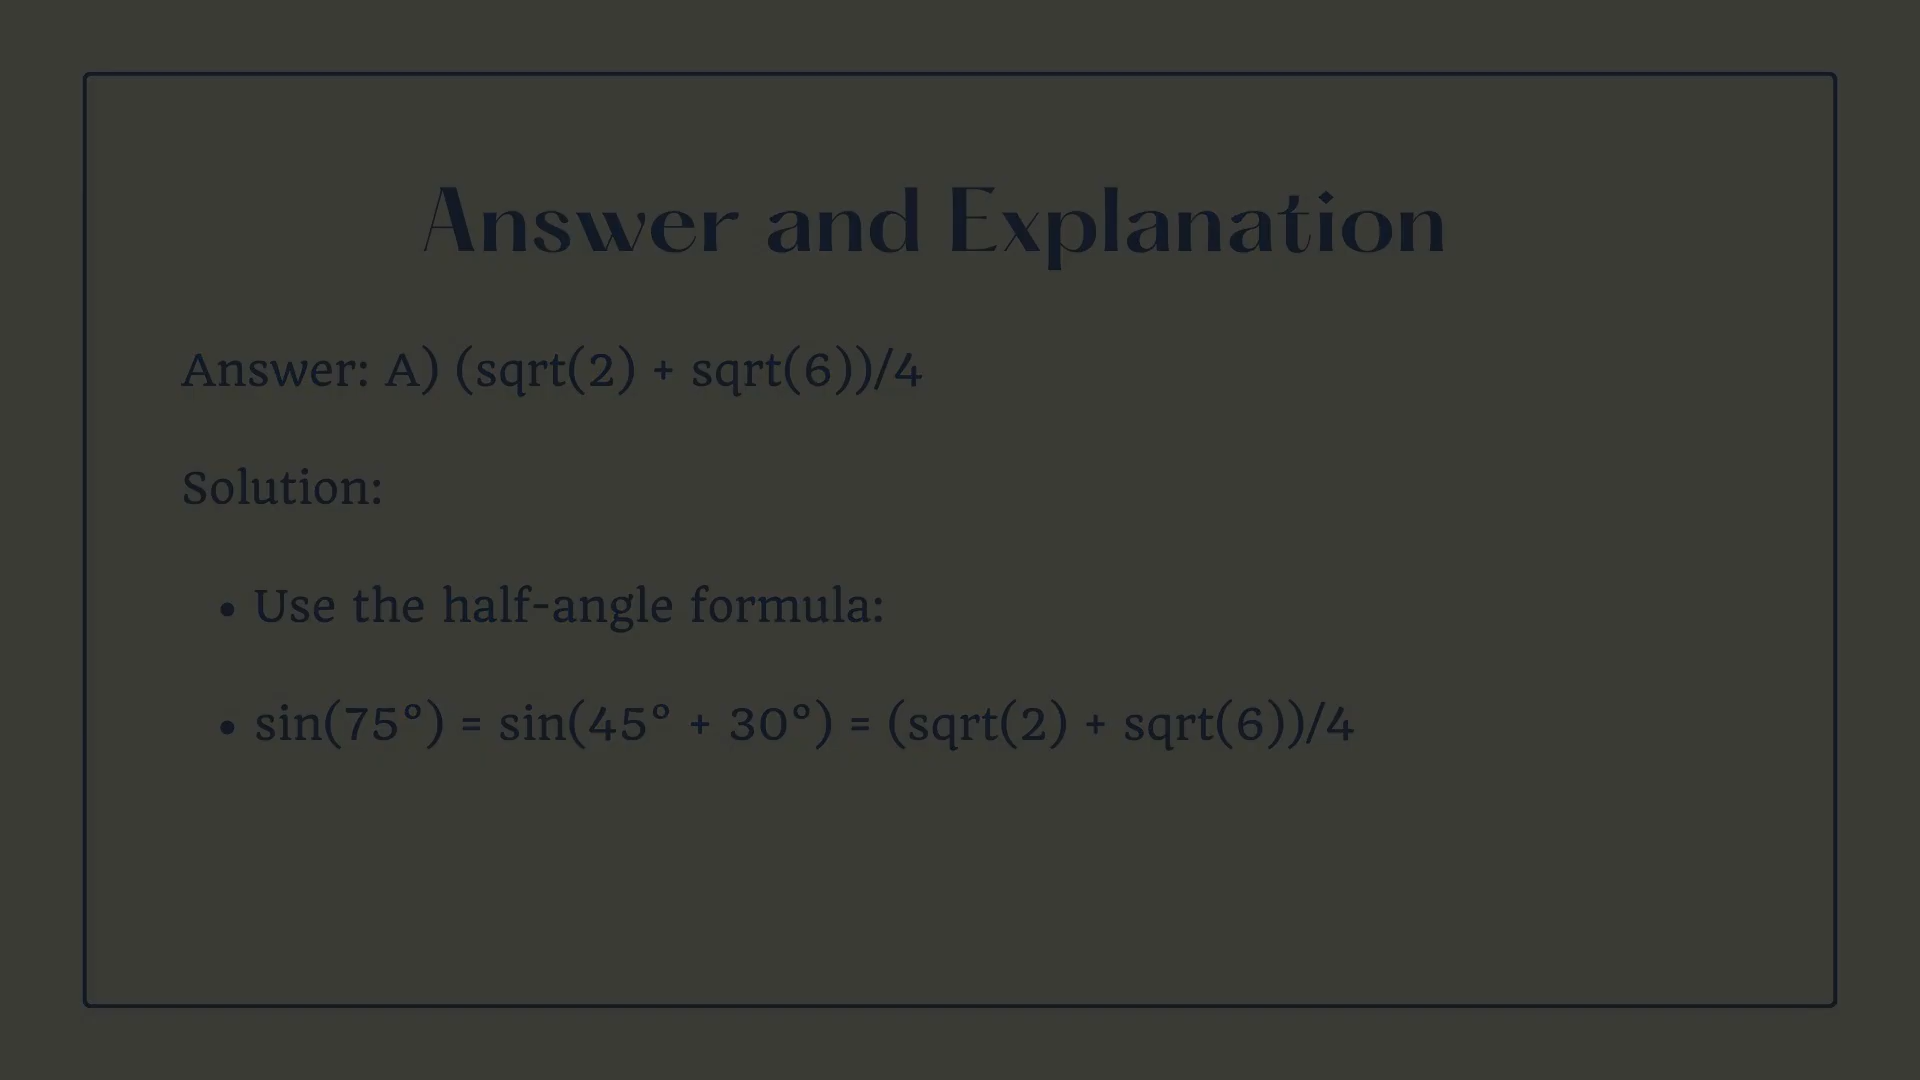 Answer and Explanation
Answer: A) (sqrt(2) + sqrt(6))/4
Solution:
• Use the half-angle formula:
• sin(75°) = sin(45° + 30°) = (sqrt(2) + sqrt(6))/4